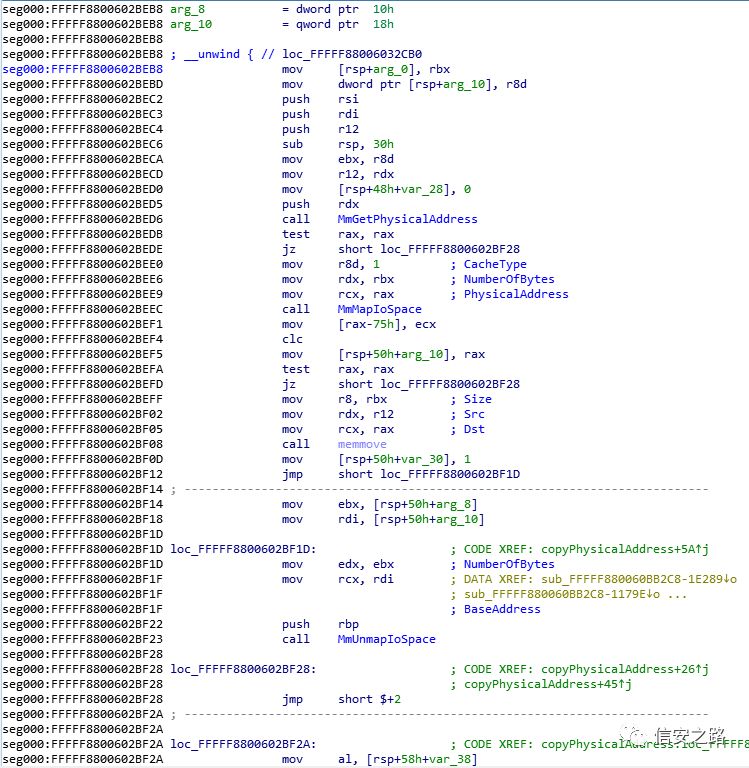 seg000:FFFFF8800602BEB8 arg_8 = dword ptr 10h
seg000:FFFFF8800602BEB8 arg_10 = qword ptr 18h
seg000:FFFFF8800602BEB8
seg000:FFFFF8800602BEB8 ; __unwind { // loc_FFFFF88006032CB0
seg000:FFFFF8800602BEB8 mov [rsp+arg_0], rbx
seg000:FFFFF8800602BEBD mov dword ptr [rsp+arg_10], r8d
seg000:FFFFF8800602BEC2 push rsi
seg000:FFFFF8800602BEC3 push rdi
seg000:FFFFF8800602BEC4 push r12
seg000:FFFFF8800602BEC6 sub rsp, 30h
seg000:FFFFF8800602BECA mov ebx, r8d
seg000:FFFFF8800602BECD mov r12, rdx
seg000:FFFFF8800602BED0 mov [rsp+48h+var_28], 0
seg000:FFFFF8800602BED5 push rdx
seg000:FFFFF8800602BED6 call MmGetPhysicalAddress
seg000:FFFFF8800602BEDB test rax, rax
seg000:FFFFF8800602BEDE jz short loc_FFFFF8800602BF28
seg000:FFFFF8800602BEE0 mov r8d, 1 ; CacheType
seg000:FFFFF8800602BEE6 mov rdx, rbx ; NumberOfBytes
seg000:FFFFF8800602BEE9 mov rcx, rax ; PhysicalAddress
seg000:FFFFF8800602BEEC call MmMapIoSpace
seg000:FFFFF8800602BEF1 mov [rax-75h], ecx
seg000:FFFFF8800602BEF4 clc
seg000:FFFFF8800602BEF5 mov [rsp+50h+arg_10], rax
seg000:FFFFF8800602BEFA test rax, rax
seg000:FFFFF8800602BEFD jz short loc_FFFFF8800602BF28
seg000:FFFFF8800602BEFF mov r8, rbx ; Size
seg000:FFFFF8800602BF02 mov rdx, r12 ; Src
seg000:FFFFF8800602BF05 mov rcx, rax ; Dst
seg000:FFFFF8800602BF08 call memmove
seg000:FFFFF8800602BF0D mov [rsp+50h+var_30], 1
seg000:FFFFF8800602BF12 jmp short loc_FFFFF8800602BF1D
seg000:FFFFF8800602BF14 ; ---------------------------------------------------------------------------
seg000:FFFFF8800602BF14 mov ebx, [rsp+50h+arg_8]
seg000:FFFFF8800602BF18 mov rdi, [rsp+50h+arg_10]
seg000:FFFFF8800602BF1D
seg000:FFFFF8800602BF1D loc_FFFFF8800602BF1D: ; CODE XREF: copyPhysicalAddress+5A↑j
seg000:FFFFF8800602BF1D mov edx, ebx ; NumberOfBytes
seg000:FFFFF8800602BF1F mov rcx, rdi ; DATA XREF: sub_FFFFF880060BB2C8-1E289↓o
seg000:FFFFF8800602BF1F ; sub_FFFFF880060BB2C8-1179E↓o ...
seg000:FFFFF8800602BF1F ; BaseAddress
seg000:FFFFF8800602BF22 push rbp
seg000:FFFFF8800602BF23 call MmUnmapIoSpace
seg000:FFFFF8800602BF28
seg000:FFFFF8800602BF28 loc_FFFFF8800602BF28: ; CODE XREF: copyPhysicalAddress+26↑j
seg000:FFFFF8800602BF28 ; copyPhysicalAddress+45↑j
seg000:FFFFF8800602BF28 jmp short $+2
seg000:FFFFF8800602BF2A ; ---------------------------------------------------------------------------
seg000:FFFFF8800602BF2A
seg000:FFFFF8800602BF2A loc_FFFFF8800602BF2A: ; CODE XREF:
seg000:FFFFF8800602BF2A mov al, [rsp+58h+var_38]
信安之路